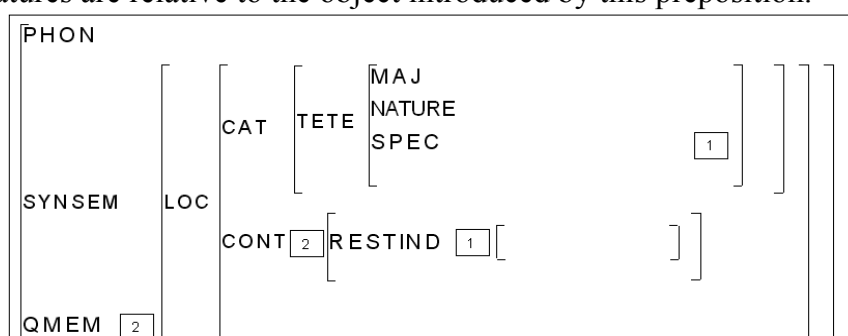 atures are relative to the object introduced by this preposition.
PHON
MAJ
NATURE
CAT TETE
SPEC 1
SYNSEM LOC
CONT 2 RESTIND 1
QMEM 2